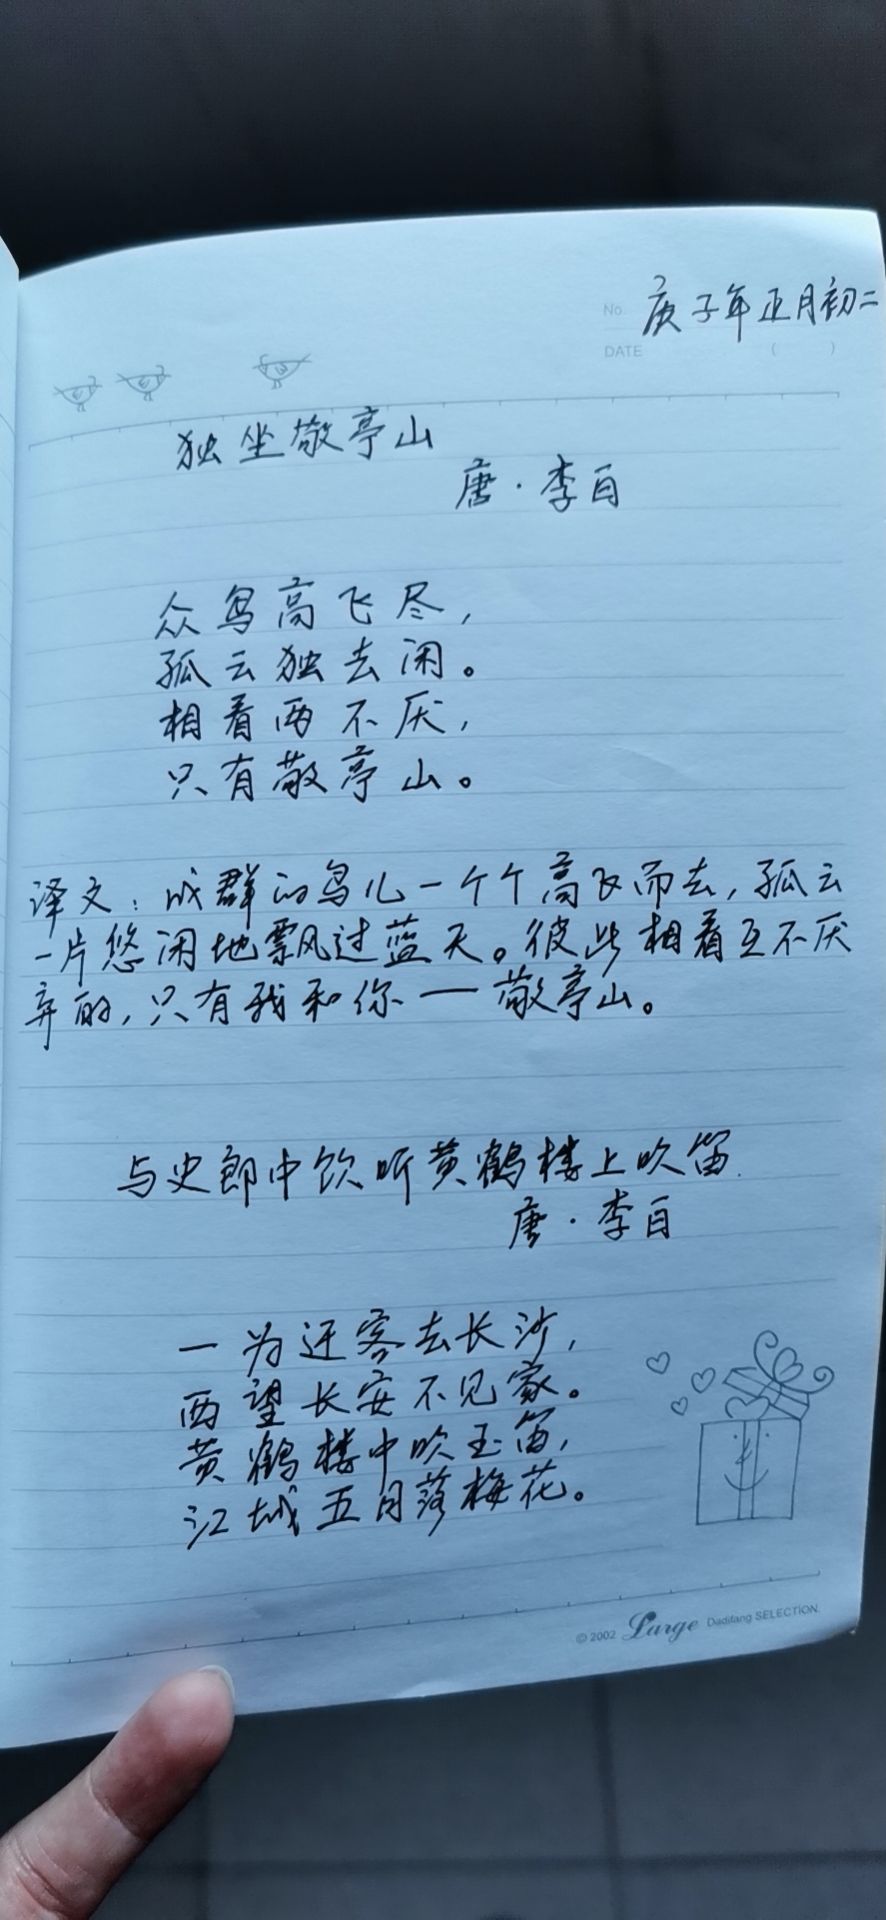 No. 庚子年正月初二
DATE ( )
独坐敬亭山
唐·李白
众鸟高飞尽,
孤云独去闲。
相看两不厌,
只有敬亭山。
译文:成群的鸟儿一个个高飞而去,孤云
一片悠闲地飘过蓝天。彼此相看互不厌
弃的,只有我和你一敬亭山。
与史郎中饮听黄鹤楼上吹笛
唐·李白
一为迁客去长沙,
西望长安不见家。
黄鹤楼中吹玉笛,
江城五月落梅花。
© 2002 Large Dadifang SELECTION.